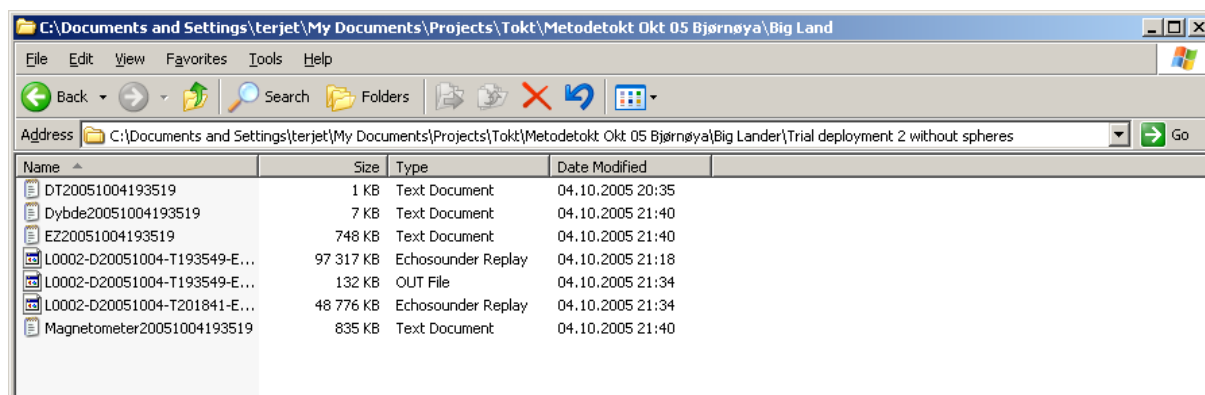 C:\Documents and Settings\terjet\My Documents\Projects\Tokt\Metodetokt Okt 05 Bjørnøya\Big Land
File Edit View Favorites Tools Help
Back Search Folders
Address C:\Documents and Settings\terjet\My Documents\Projects\Tokt\Metodetokt Okt 05 Bjørnøya\Big Lander\Trial deployment 2 without spheres Go
Name Size Type Date Modified
DT20051004193519 1 KB Text Document 04.10.2005 20:35
Dybde20051004193519 7 KB Text Document 04.10.2005 21:40
EZ20051004193519 748 KB Text Document 04.10.2005 21:40
L0002-D20051004-T193549-E... 97 317 KB Echosounder Replay 04.10.2005 21:18
L0002-D20051004-T193549-E... 132 KB OUT File 04.10.2005 21:34
L0002-D20051004-T201841-E... 48 776 KB Echosounder Replay 04.10.2005 21:34
Magnetometer20051004193519 835 KB Text Document 04.10.2005 21:40